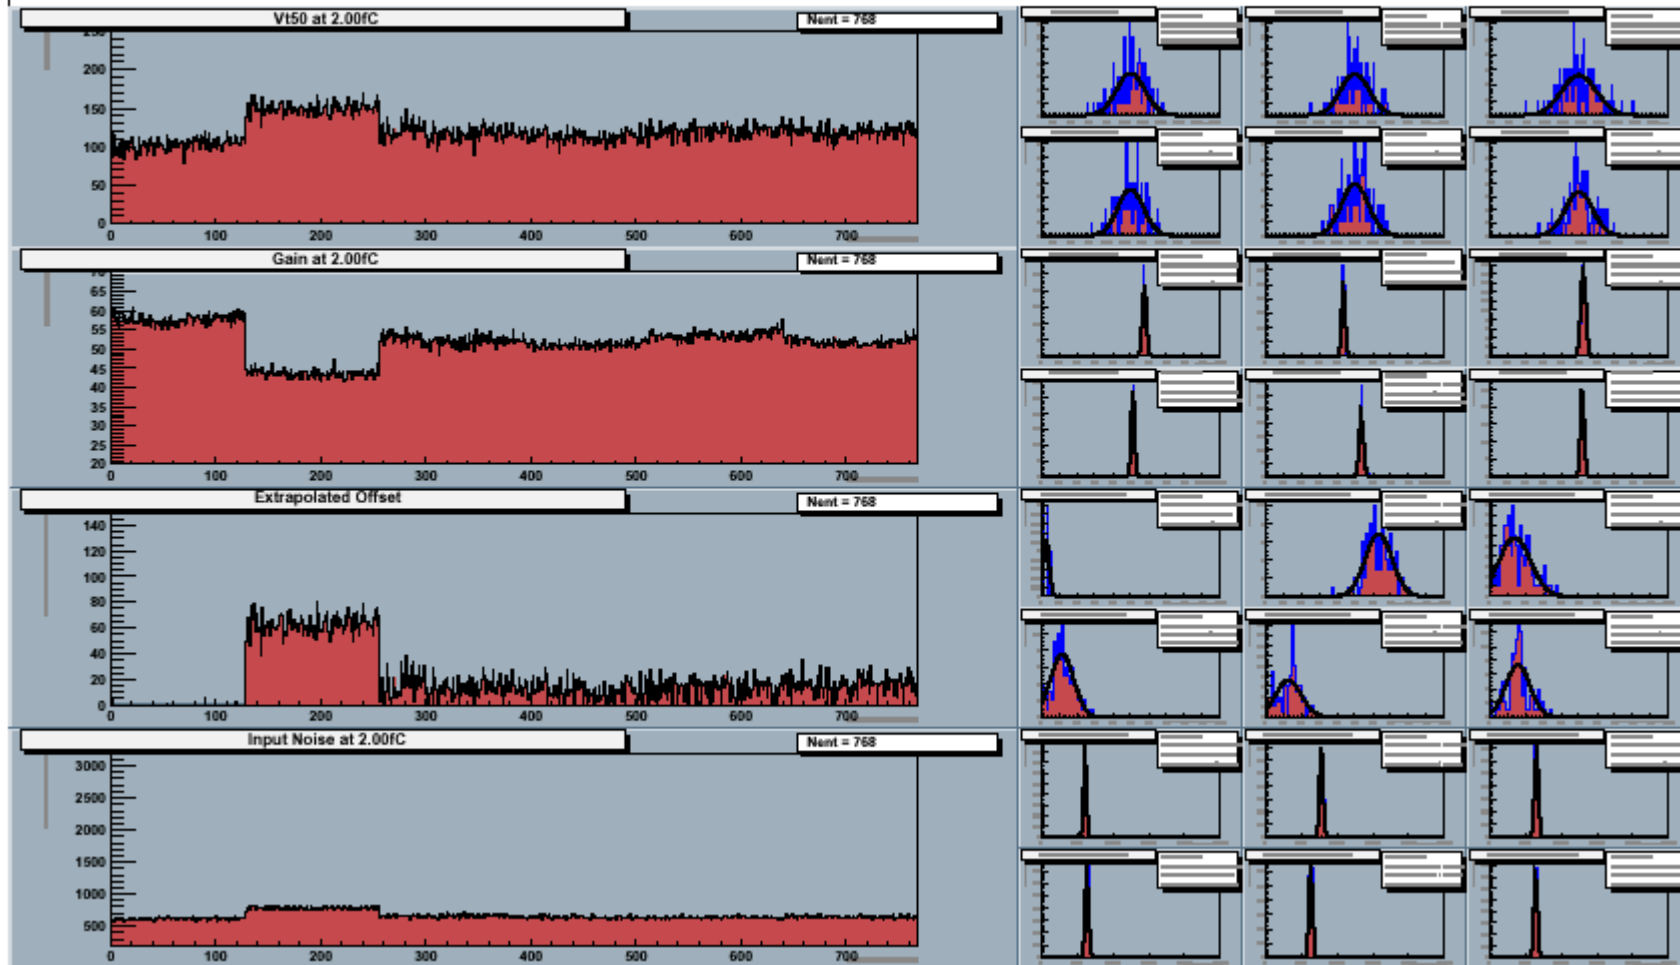 Vt50 at 2.00fC
Nent = 768
200
150
100
50
0
0 100 200 300 400 500 600 700
Gain at 2.00fC
Nent = 768
65
60
55
50
45
40
35
30
25
20
0 100 200 300 400 500 600 700
Extrapolated Offset
Nent = 768
140
120
100
80
60
40
20
0
0 100 200 300 400 500 600 700
Input Noise at 2.00fC
Nent = 768
3000
2500
2000
1500
1000
500
0 100 200 300 400 500 600 700